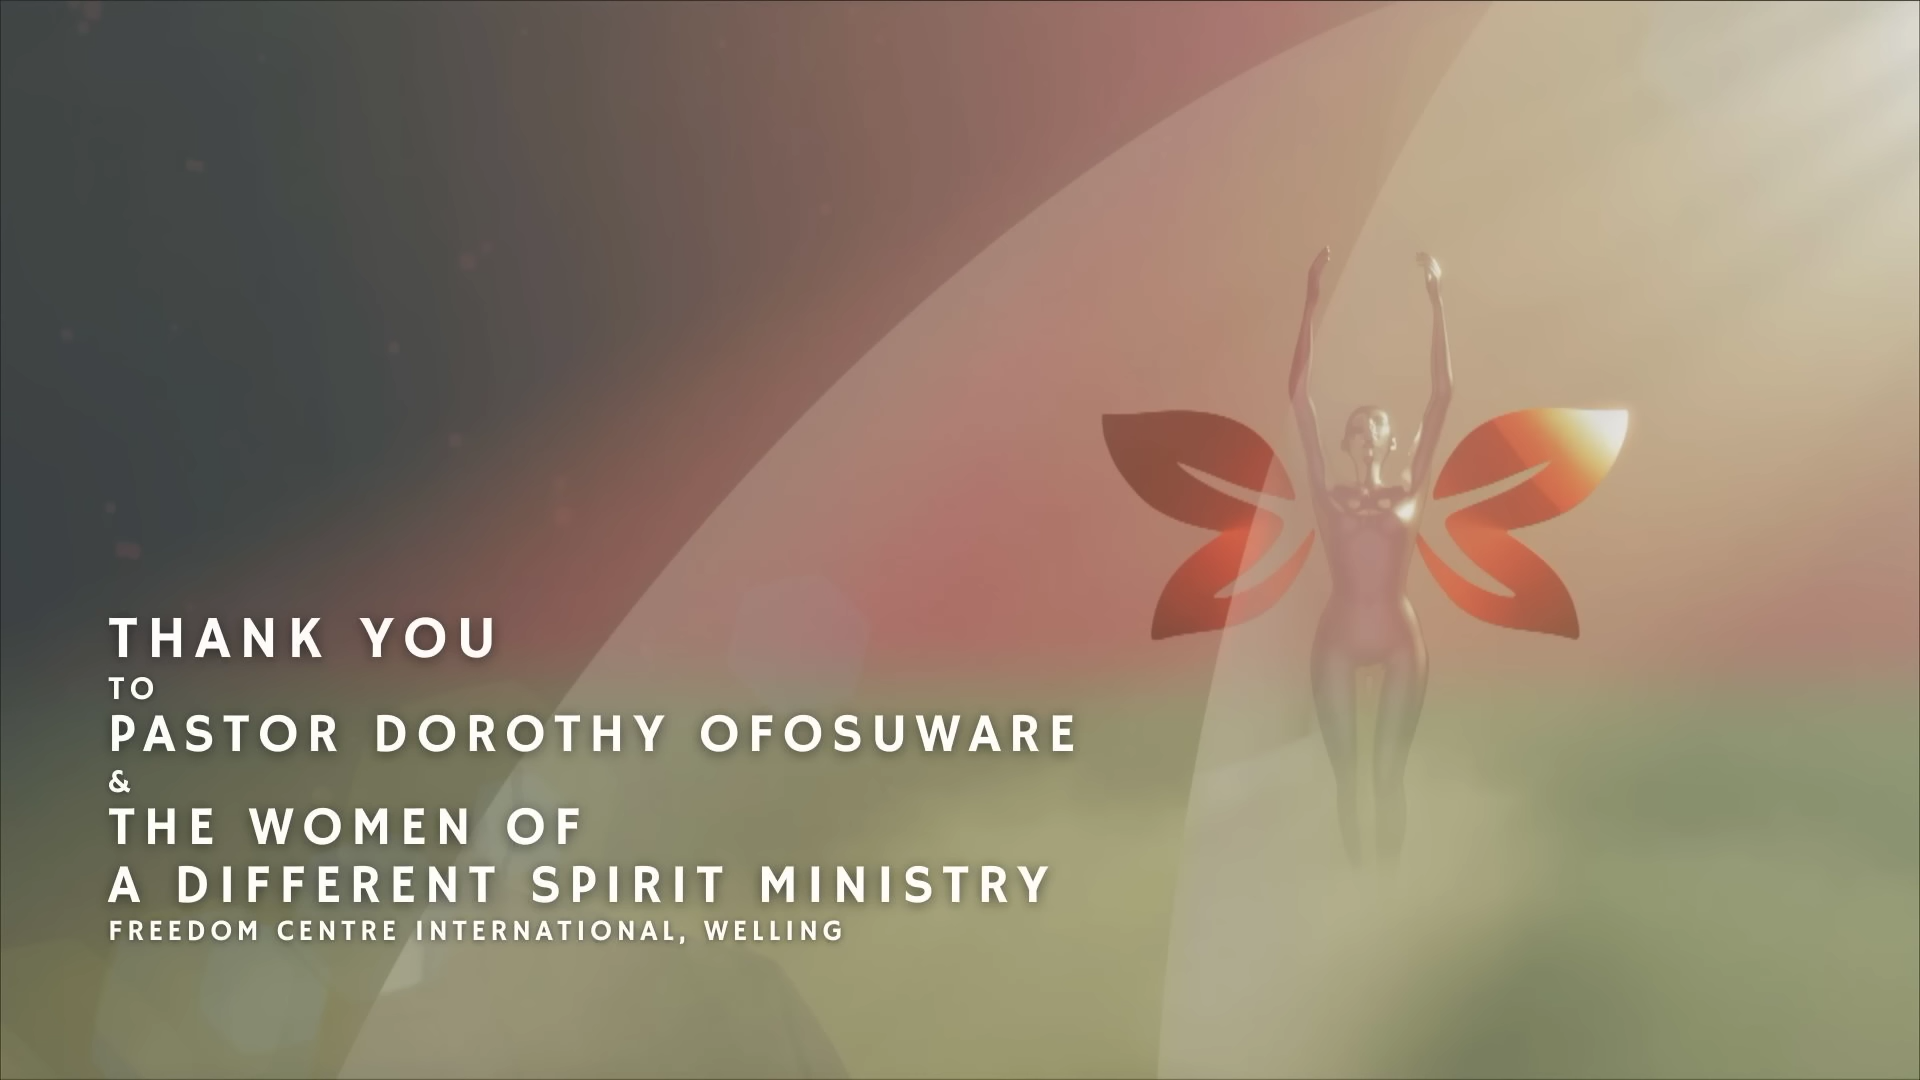 THANK YOU
TO
PASTOR DOROTHY OFOSUWARE
&
THE WOMEN OF
A DIFFERENT SPIRIT MINISTRY
FREEDOM CENTRE INTERNATIONAL, WELLING